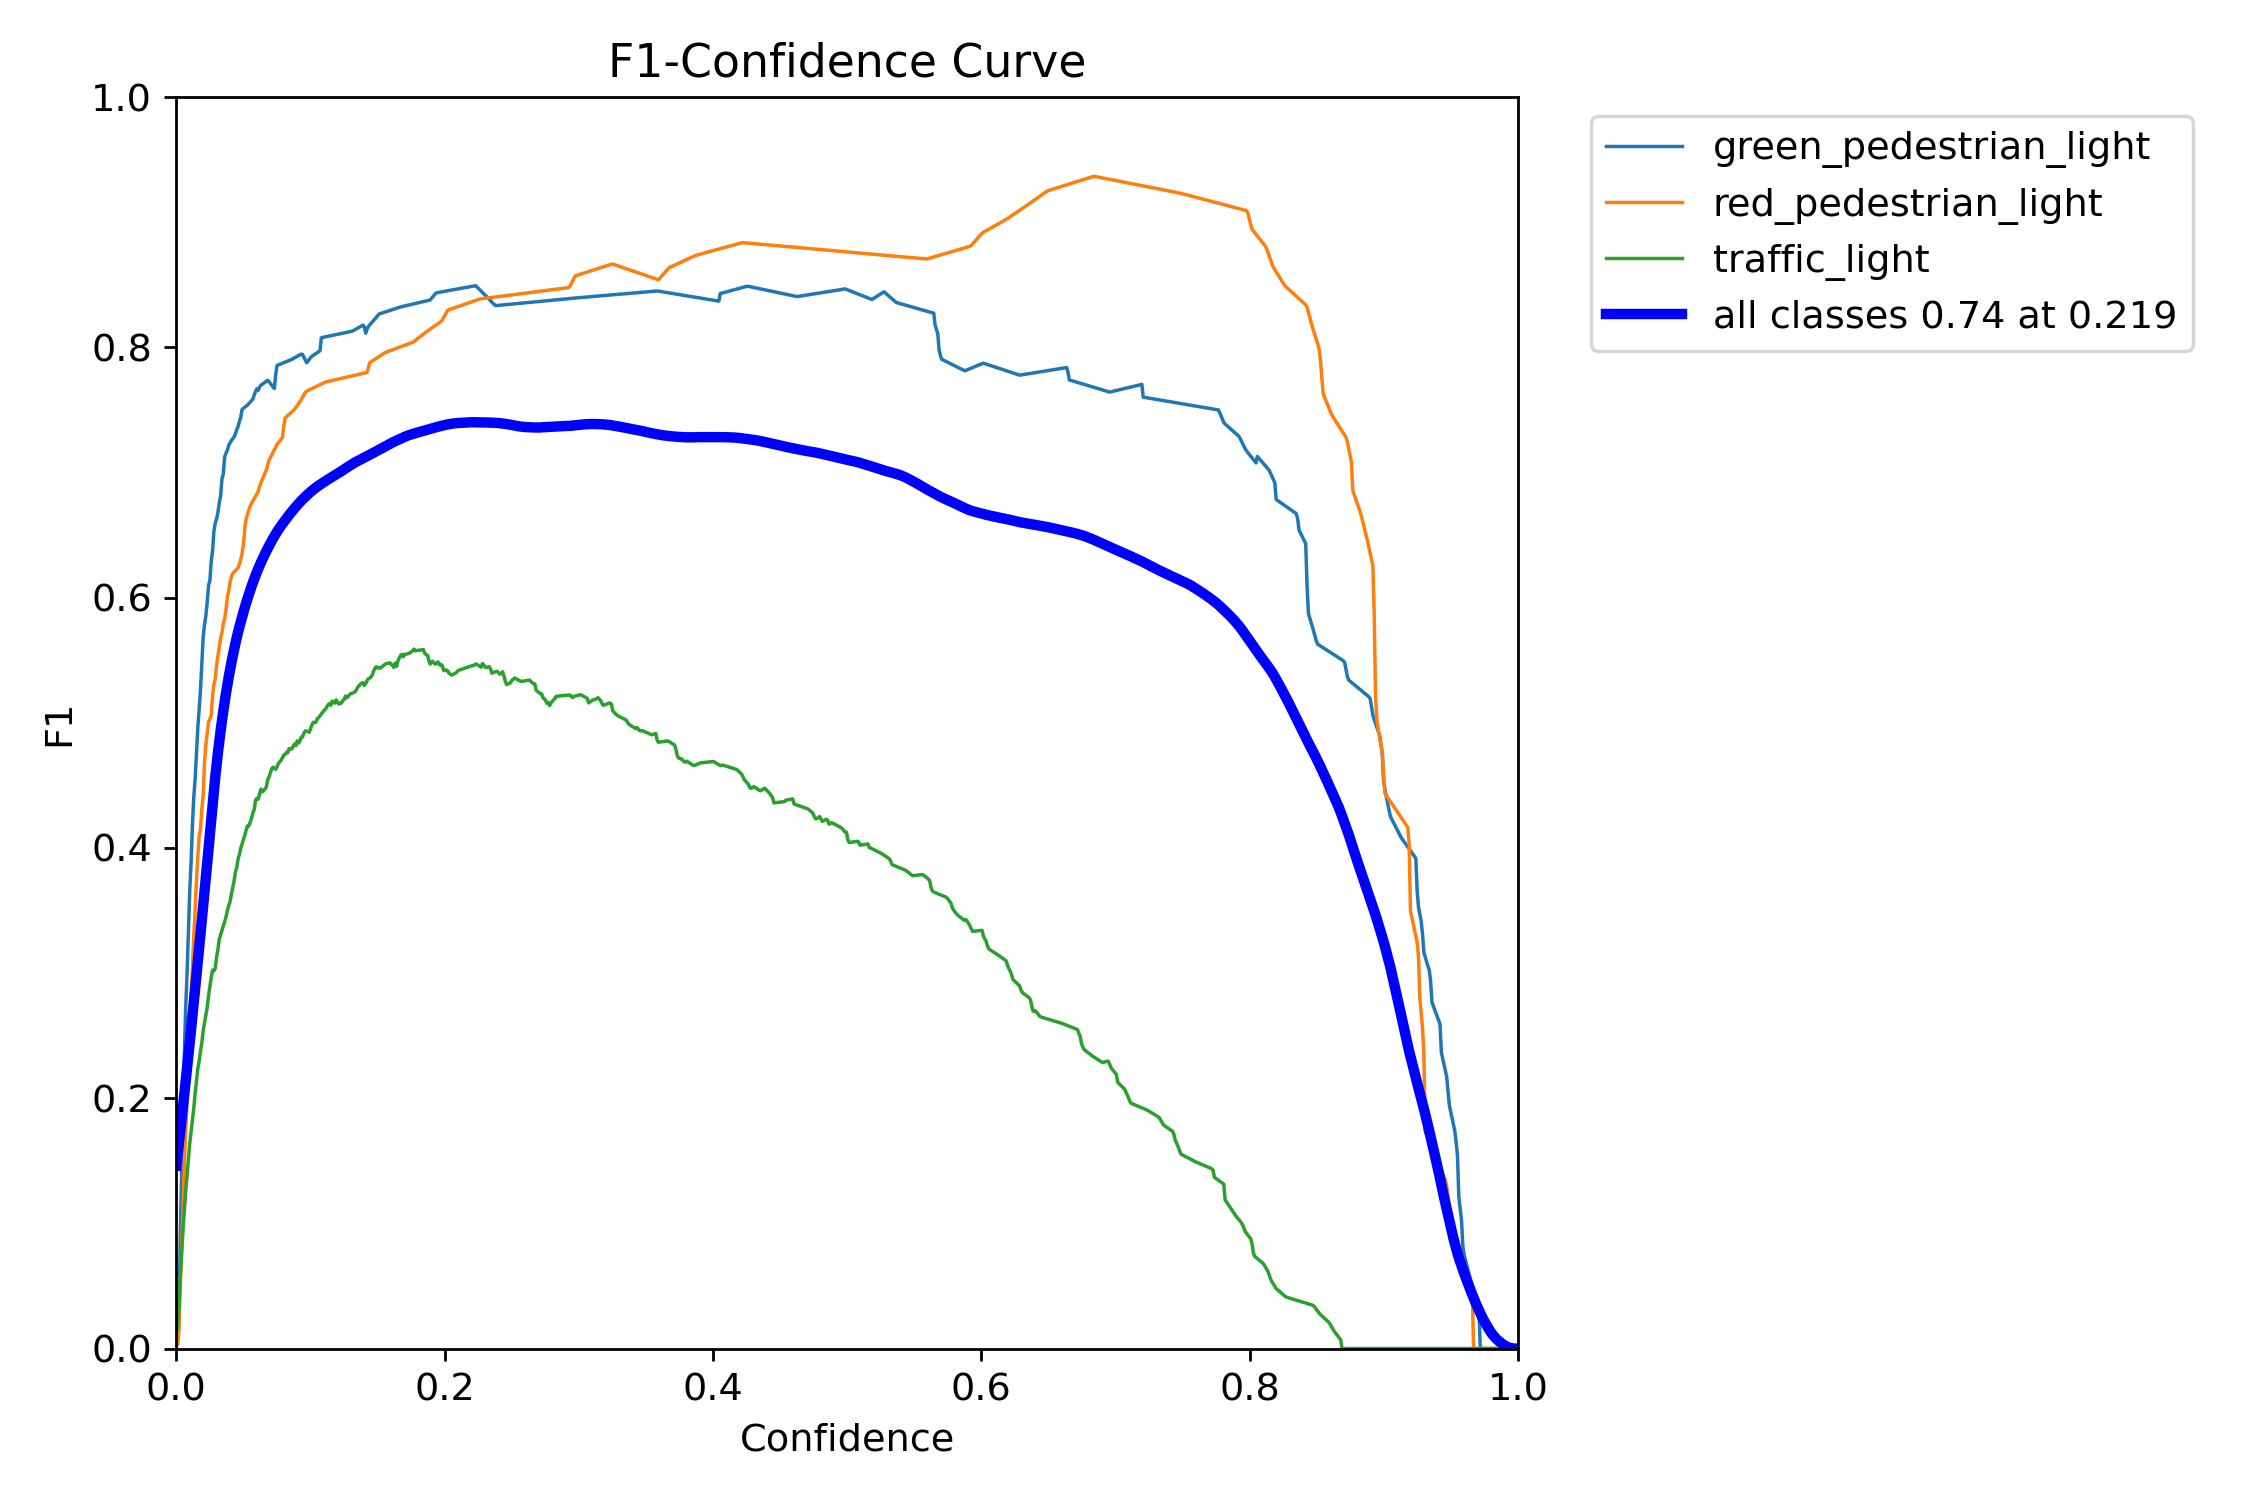 F1-Confidence Curve
1.0
0.8
0.6
0.4
0.2
0.0
F1
0.0 0.2 0.4 0.6 0.8 1.0
Confidence
green_pedestrian_light
red_pedestrian_light
traffic_light
all classes 0.74 at 0.219